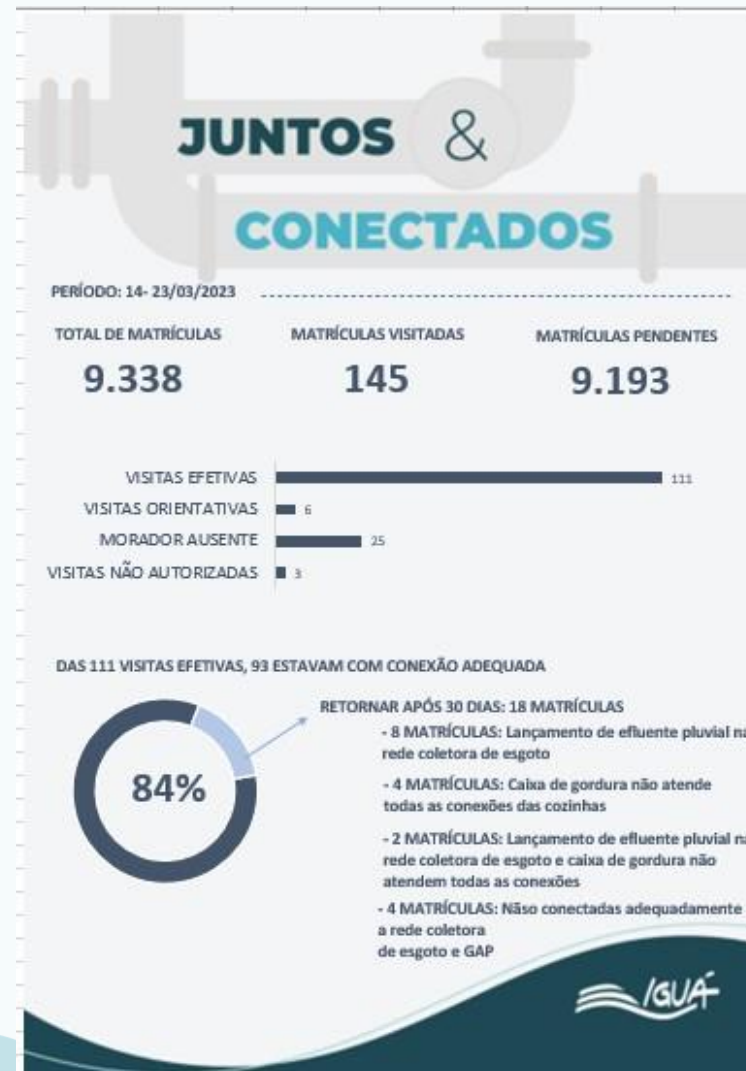 JUNTOS &
CONECTADOS
PERÍODO: 14- 23/03/2023
TOTAL DE MATRÍCULAS
9.338
MATRÍCULAS VISITADAS
145
MATRÍCULAS PENDENTES
9.193
VISITAS EFETIVAS 111
VISITAS ORIENTATIVAS 6
MORADOR AUSENTE 25
VISITAS NÃO AUTORIZADAS 3
DAS 111 VISITAS EFETIVAS, 93 ESTAVAM COM CONEXÃO ADEQUADA
84%
RETORNAR APÓS 30 DIAS: 18 MATRÍCULAS
- 8 MATRÍCULAS: Lançamento de efluente pluvial na
rede coletora de esgoto
- 4 MATRÍCULAS: Caixa de gordura não atende
todas as conexões das cozinhas
- 2 MATRÍCULAS: Lançamento de efluente pluvial na
rede coletora de esgoto e caixa de gordura não
atendem todas as conexões
- 4 MATRÍCULAS: Nãso conectadas adequadamente
a rede coletora
de esgoto e GAP
IGUÁ